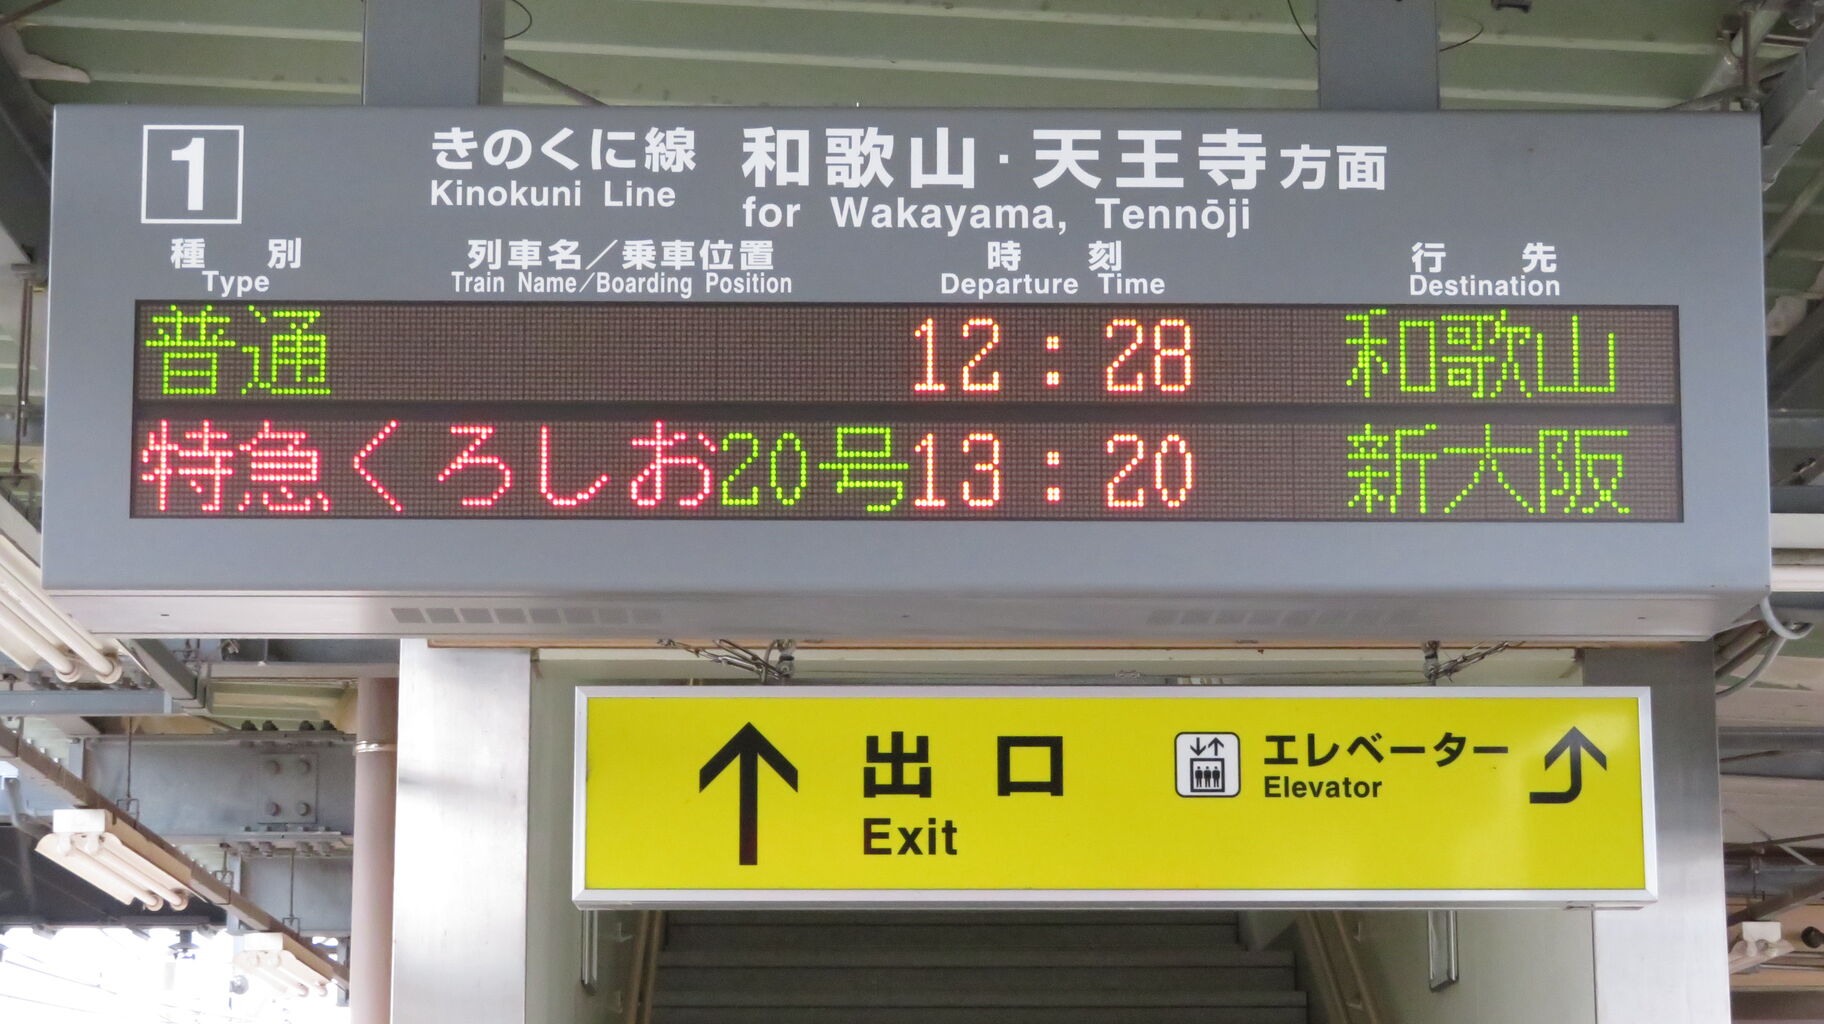 1
きのくに線 和歌山・天王寺方面
Kinokuni Line for Wakayama, Tennōji
種別 列車名／乗車位置 時刻 行先
Type Train Name/Boarding Position Departure Time Destination
普通 12:28 和歌山
特急くろしお20号 13:20 新大阪
出口 エレベーター
Exit Elevator